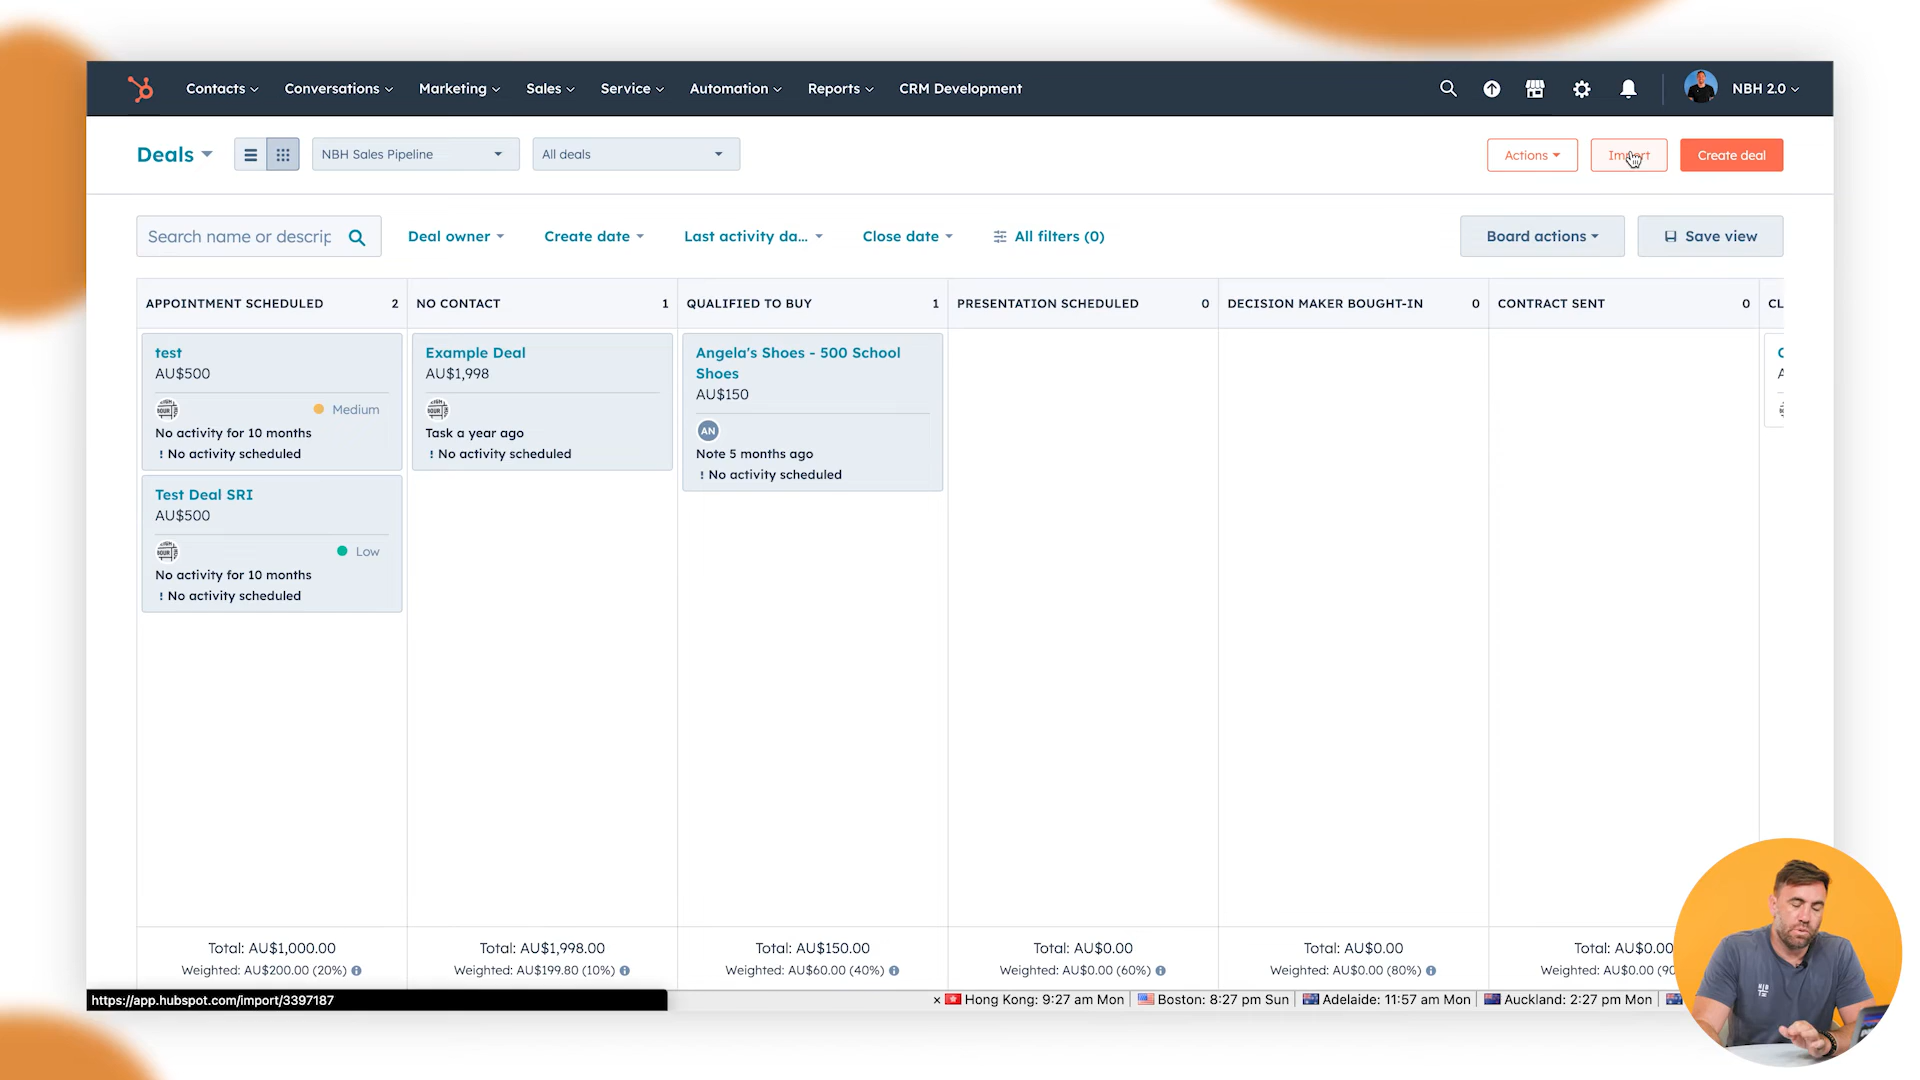 Contacts Conversations Marketing Sales Service Automation Reports CRM Development NBH 2.0
Deals NBH Sales Pipeline All deals Actions Import Create deal
Search name or descrip Deal owner Create date Last activity da... Close date All filters (0) Board actions Save view
APPOINTMENT SCHEDULED 2 NO CONTACT 1 QUALIFIED TO BUY 1 PRESENTATION SCHEDULED 0 DECISION MAKER BOUGHT-IN 0 CONTRACT SENT 0 CL
test
AU$500
Medium
No activity for 10 months
! No activity scheduled
Test Deal SRI
AU$500
Low
No activity for 10 months
! No activity scheduled
Example Deal
AU$1,998
Task a year ago
! No activity scheduled
Angela's Shoes - 500 School
Shoes
AU$150
AN
Note 5 months ago
! No activity scheduled
Total: AU$1,000.00 Total: AU$1,998.00 Total: AU$150.00 Total: AU$0.00 Total: AU$0.00 Total: AU$0.00
Weighted: AU$200.00 (20%) Weighted: AU$199.80 (10%) Weighted: AU$60.00 (40%) Weighted: AU$0.00 (60%) Weighted: AU$0.00 (80%) Weighted: AU$0.00 (90
https://app.hubspot.com/import/3397187 × Hong Kong: 9:27 am Mon Boston: 8:27 pm Sun Adelaide: 11:57 am Mon Auckland: 2:27 pm Mon